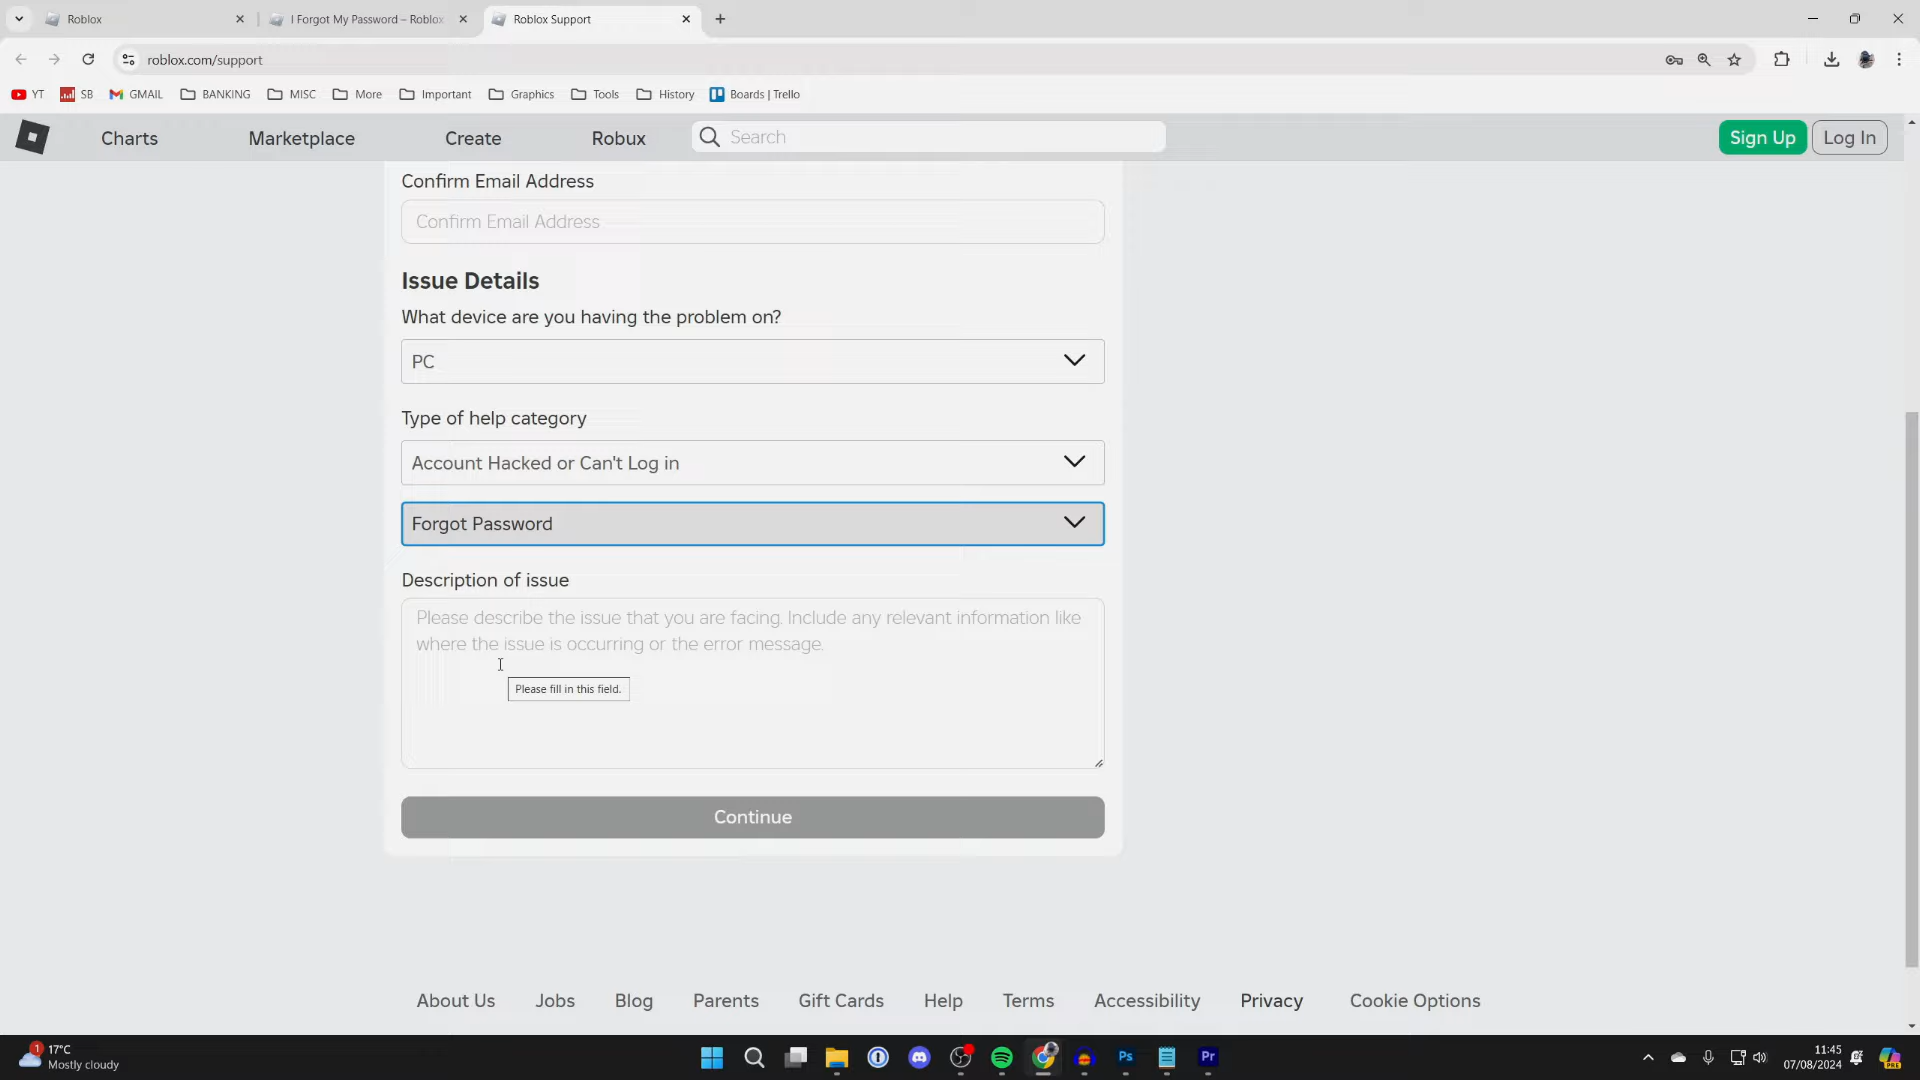 Roblox
I Forgot My Password – Roblox
Roblox Support
roblox.com/support
YT
SB
GMAIL
BANKING
MISC
More
Important
Graphics
Tools
History
Boards | Trello
Charts
Marketplace
Create
Robux
Search
Sign Up
Log In
Confirm Email Address
Confirm Email Address
Issue Details
What device are you having the problem on?
PC
Type of help category
Account Hacked or Can't Log in
Forgot Password
Description of issue
Please describe the issue that you are facing. Include any relevant information like
where the issue is occurring or the error message.
Please fill in this field.
Continue
About Us
Jobs
Blog
Parents
Gift Cards
Help
Terms
Accessibility
Privacy
Cookie Options
1
17°C
Mostly cloudy
Ps
Pr
11:45
07/08/2024
PRE